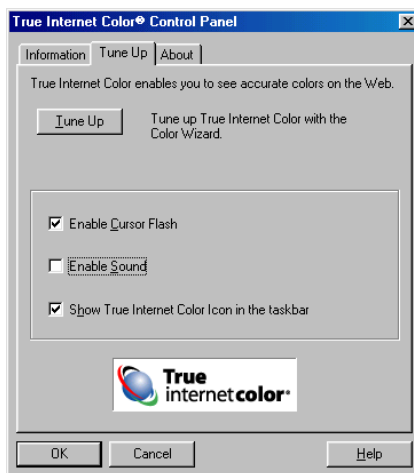 True Internet Color® Control Panel
Information Tune Up About
True Internet Color enables you to see accurate colors on the Web.
Tune Up
Tune up True Internet Color with the
Color Wizard.
Enable Cursor Flash
Enable Sound
Show True Internet Color Icon in the taskbar
True
internetcolor®
OK Cancel Help